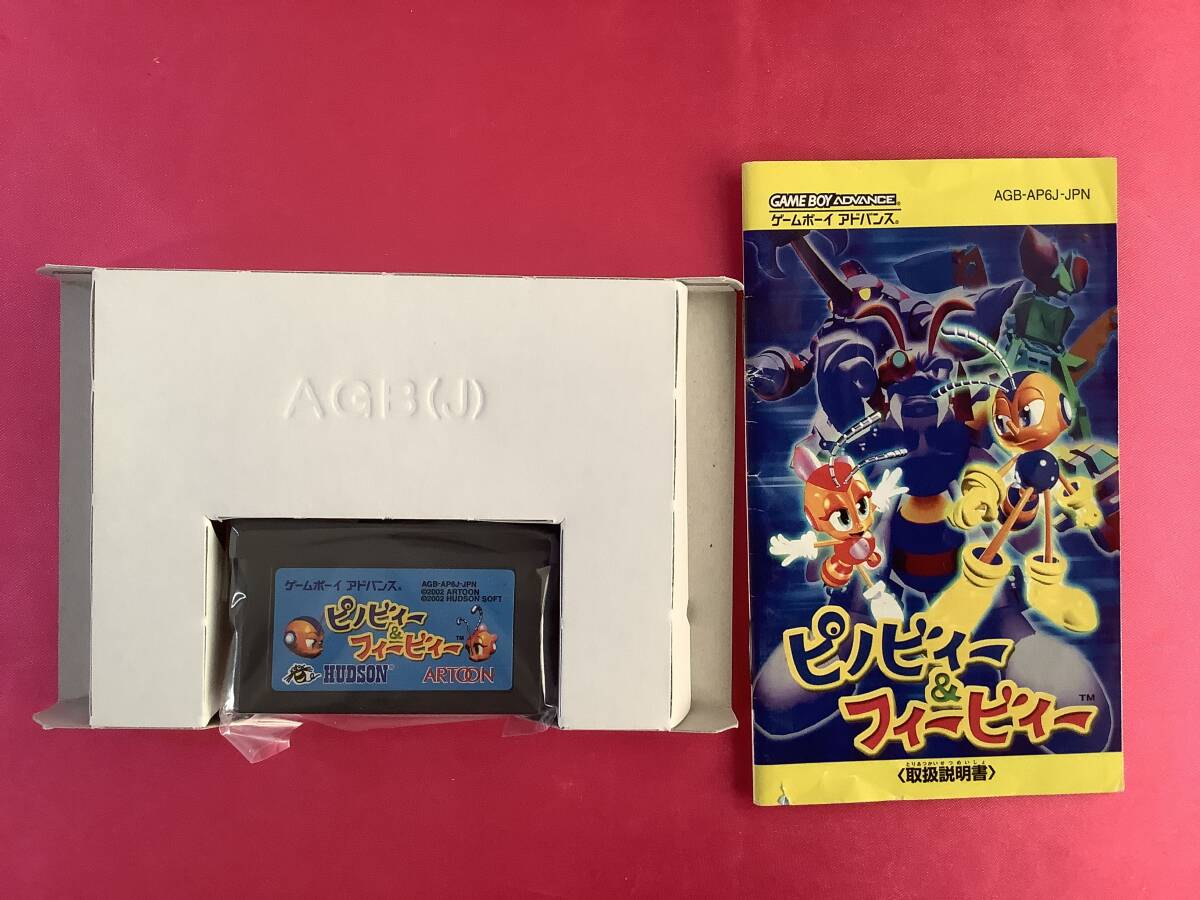 AGB(J)
ゲームボーイ アドバンス®
AGB-AP6J-JPN
©2002 ARTOON
©2002 HUDSON SOFT
ピノビィー
&
フィービィー™
HUDSON®
ARTOON
GAME BOY ADVANCE®
ゲームボーイ アドバンス®
AGB-AP6J-JPN
ピノビィー
&
フィービィー™
とりあつかいせつめいしょ
〈取扱説明書〉